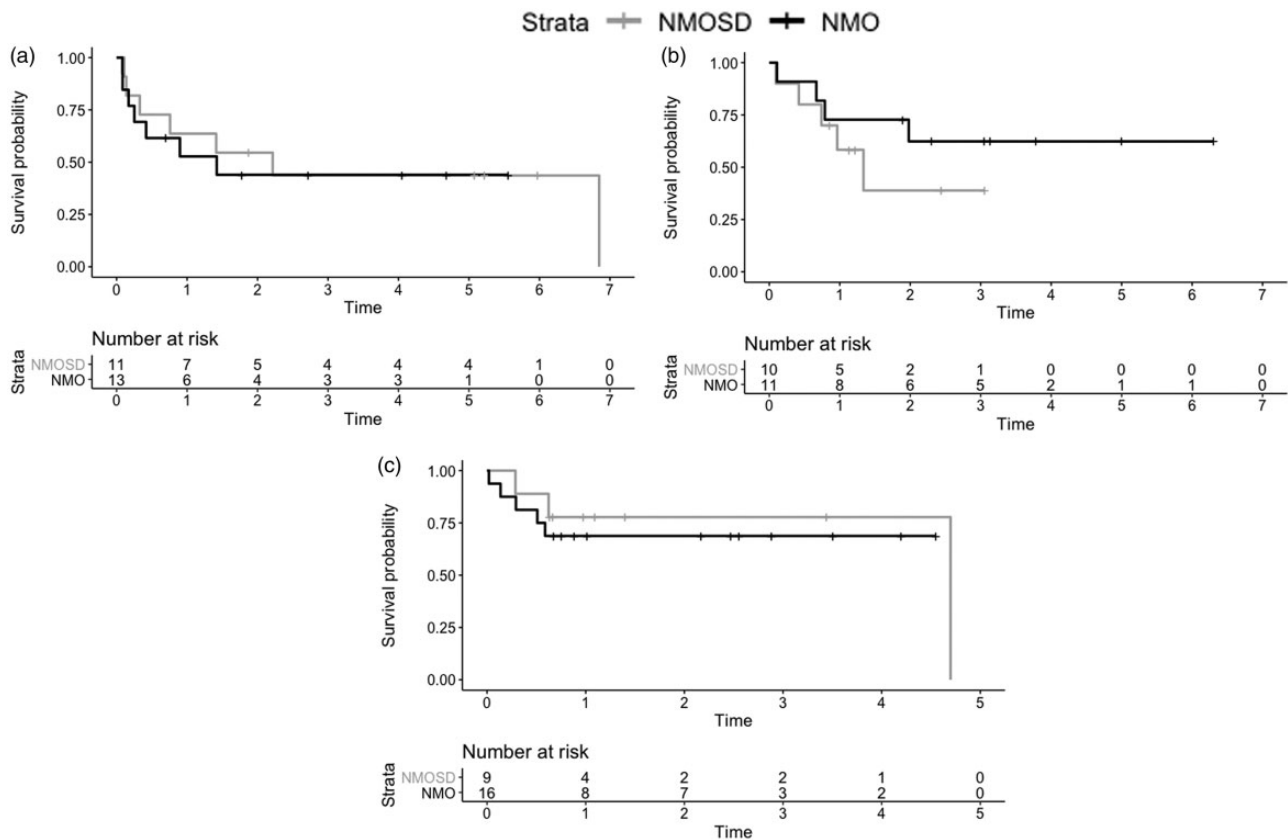 Strata NMOSD NMO
(a)
Survival probability
1.00
0.75
0.50
0.25
0.00
0 1 2 3 4 5 6 7
Time
Number at risk
Strata
NMOSD 11 7 5 4 4 4 1 0
NMO 13 6 4 3 3 1 0 0
0 1 2 3 4 5 6 7
Time
(b)
Survival probability
1.00
0.75
0.50
0.25
0.00
0 1 2 3 4 5 6 7
Time
Number at risk
Strata
NMOSD 10 5 2 1 0 0 0 0
NMO 11 8 6 5 2 1 1 0
0 1 2 3 4 5 6 7
Time
(c)
Survival probability
1.00
0.75
0.50
0.25
0.00
0 1 2 3 4 5
Time
Number at risk
Strata
NMOSD 9 4 2 2 1 0
NMO 16 8 7 3 2 0
0 1 2 3 4 5
Time